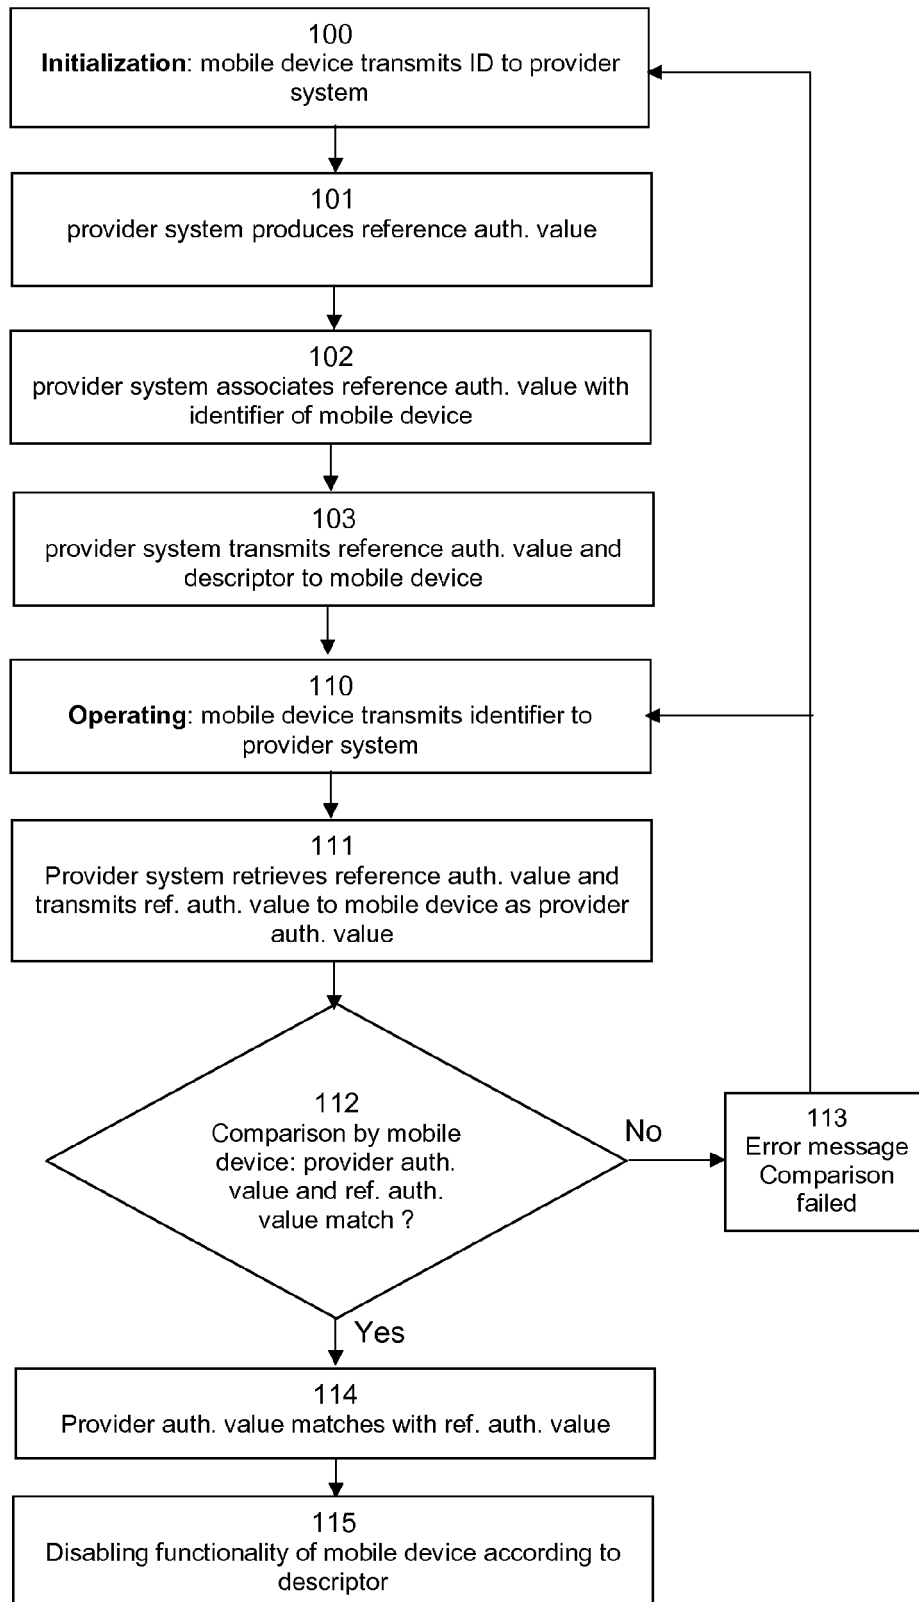 100
Initialization: mobile device transmits ID to provider
system
101
provider system produces reference auth. value
102
provider system associates reference auth. value with
identifier of mobile device
103
provider system transmits reference auth. value and
descriptor to mobile device
110
Operating: mobile device transmits identifier to
provider system
111
Provider system retrieves reference auth. value and
transmits ref. auth. value to mobile device as provider
auth. value
112
Comparison by mobile
device: provider auth.
value and ref. auth.
value match ?
No
113
Error message
Comparison
failed
Yes
114
Provider auth. value matches with ref. auth. value
115
Disabling functionality of mobile device according to
descriptor